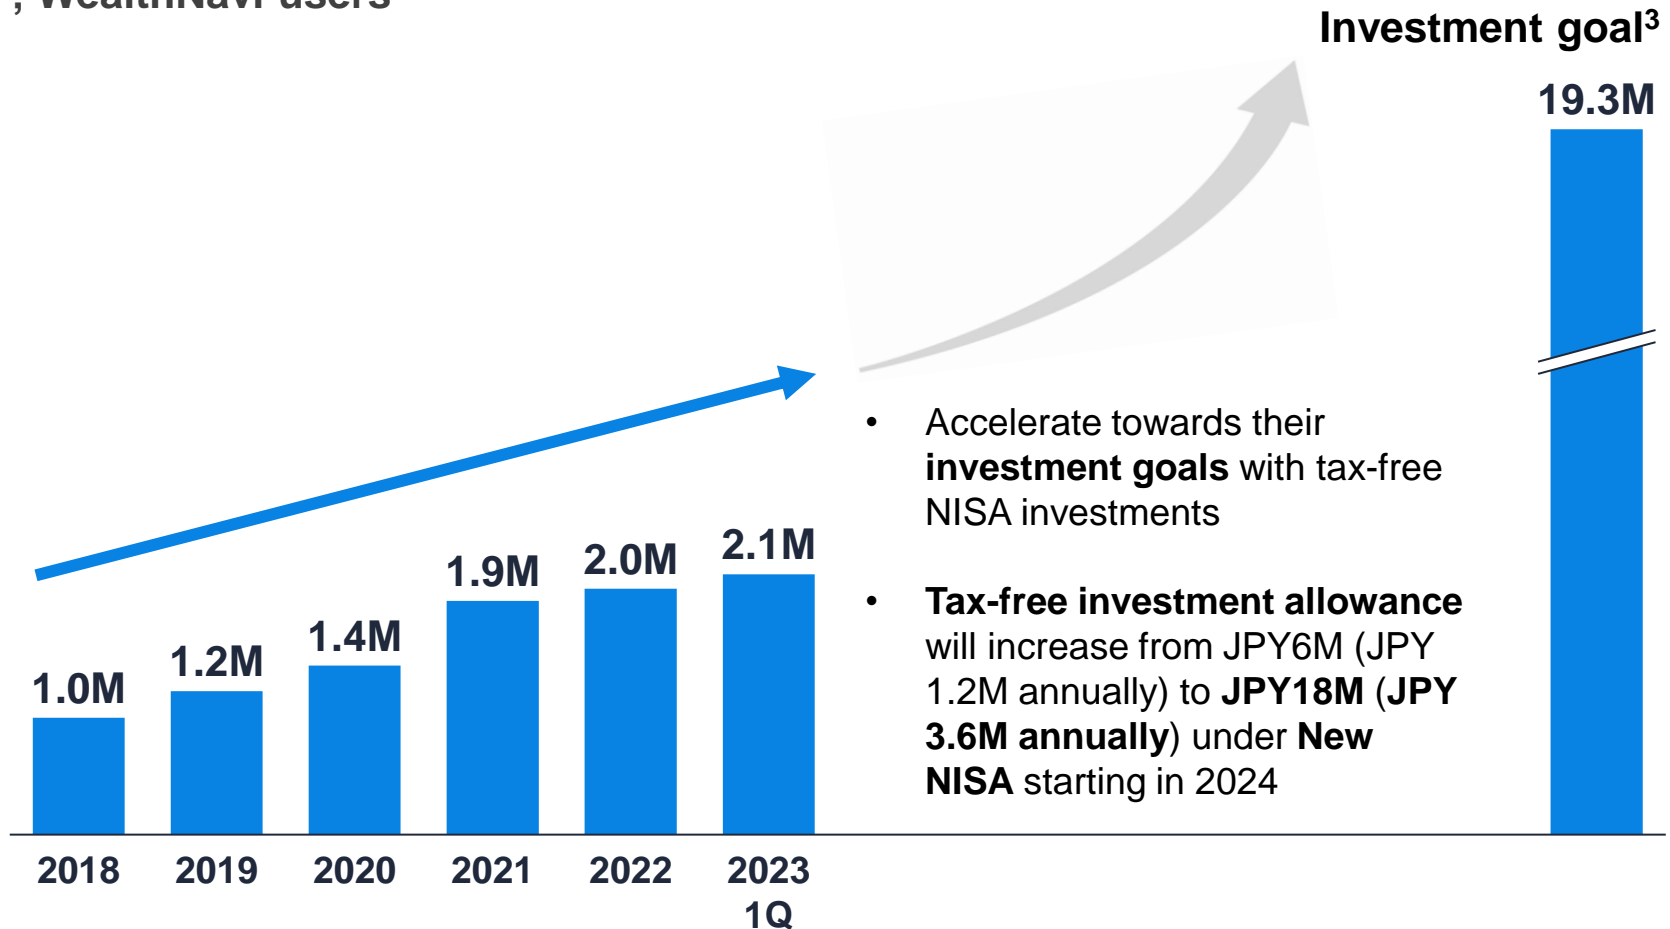 , WealthNavi users
Investment goal³
19.3M
1.0M
1.2M
1.4M
1.9M
2.0M
2.1M
• Accelerate towards their
investment goals with tax-free
NISA investments
• Tax-free investment allowance
will increase from JPY6M (JPY
1.2M annually) to JPY18M (JPY
3.6M annually) under New
NISA starting in 2024
2018
2019
2020
2021
2022
2023
1Q